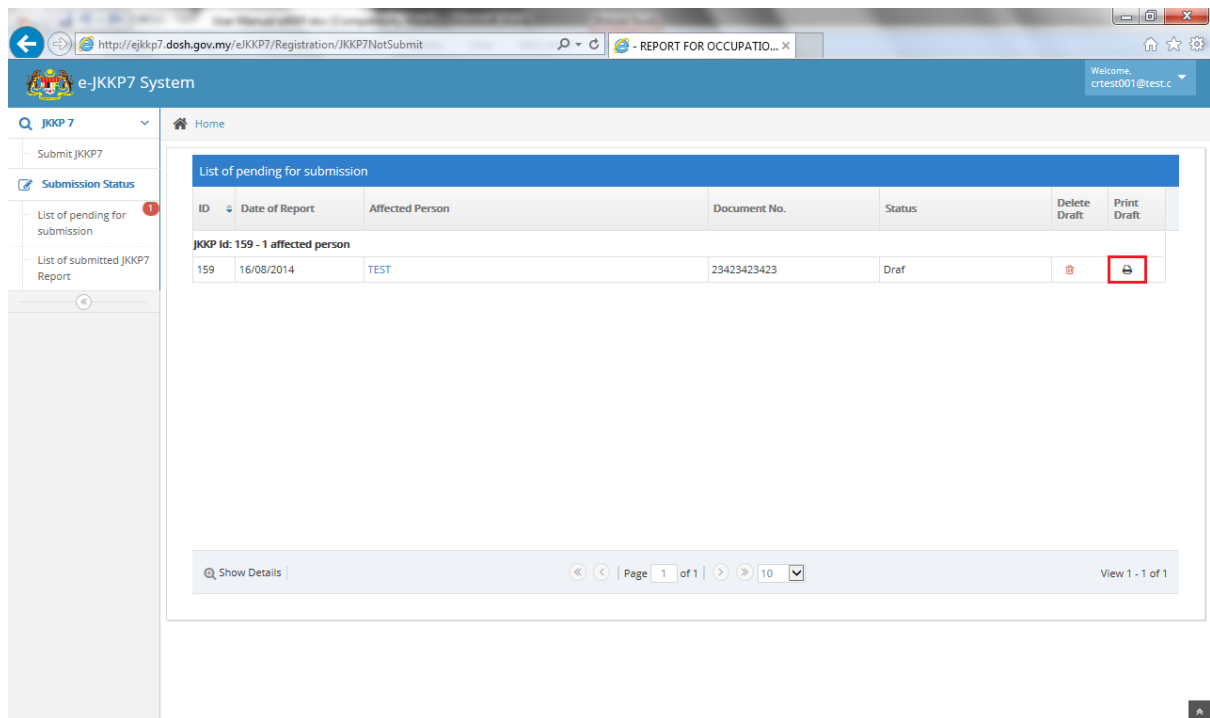 http://ejkkp7.dosh.gov.my/eJKKP7/Registration/JKKP7NotSubmit
- REPORT FOR OCCUPATIO...
e-JKKP7 System
Welcome,
crtest001@test.c
JKKP 7
Home
Submit JKKP7
Submission Status
List of pending for
submission
1
List of submitted JKKP7
Report
List of pending for submission
ID Date of Report Affected Person Document No. Status Delete Draft Print Draft
JKKP Id: 159 - 1 affected person
159 16/08/2014 TEST 23423423423 Draf
Show Details
Page 1 of 1 10
View 1 - 1 of 1